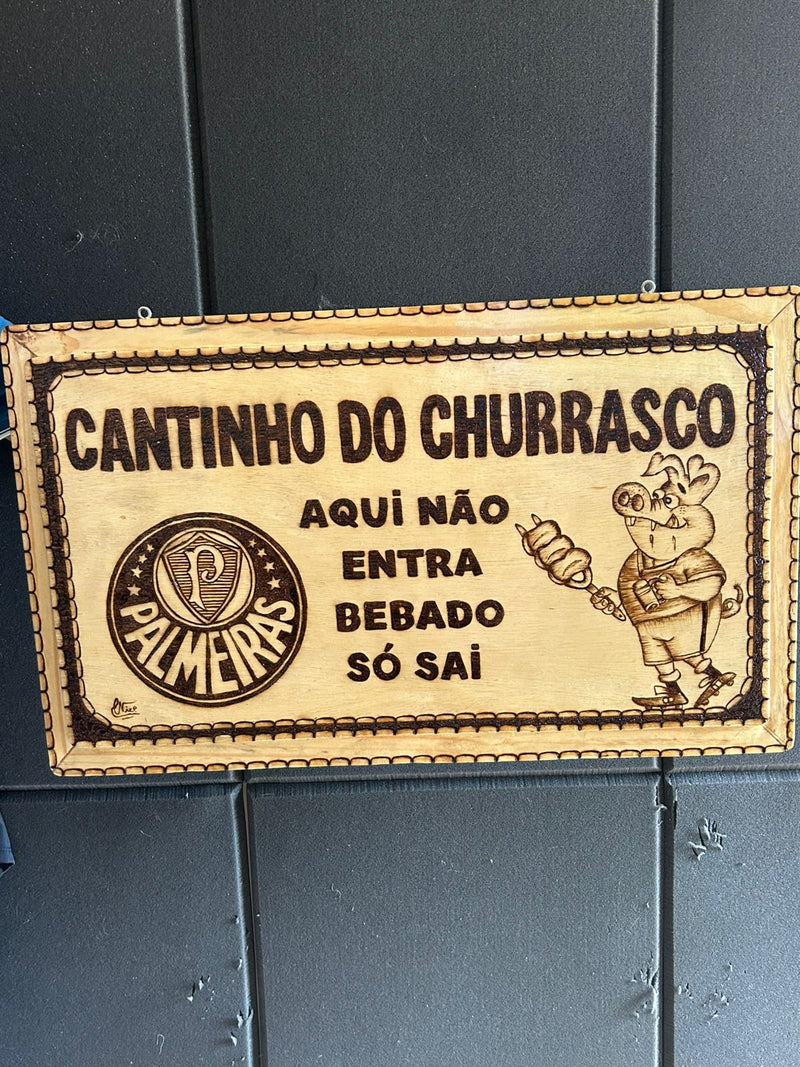 CANTINHO DO CHURRASCO
AQUI NÃO
ENTRA
BEBADO
SÓ SAI
P
PALMEIRAS